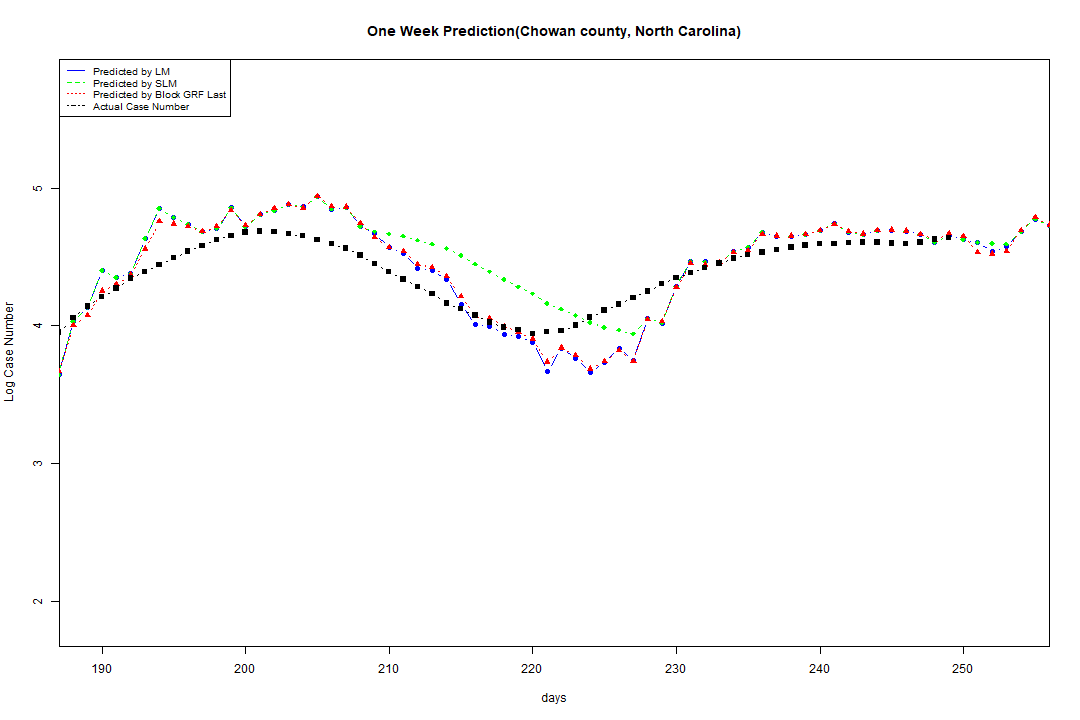 One Week Prediction(Chowan county, North Carolina)
Predicted by LM
Predicted by SLM
Predicted by Block GRF Last
Actual Case Number
5
4
3
2
Log Case Number
190 200 210 220 230 240 250
days